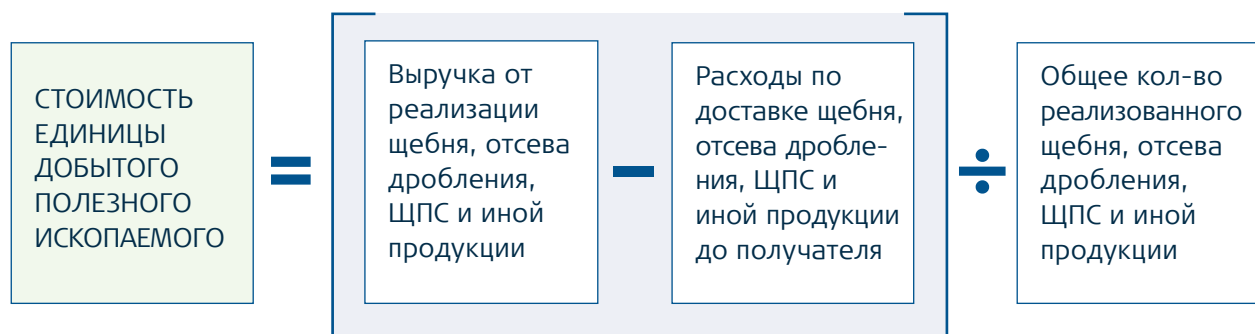 СТОИМОСТЬ
ЕДИНИЦЫ
ДОБЫТОГО
ПОЛЕЗНОГО
ИСКОПАЕМОГО
=
Выручка от
реализации
щебня, отсева
дробления,
ЩПС и иной
продукции
−
Расходы по
доставке щебня,
отсева дробле-
ния, ЩПС и
иной продукции
до получателя
÷
Общее кол-во
реализованного
щебня, отсева
дробления,
ЩПС и иной
продукции